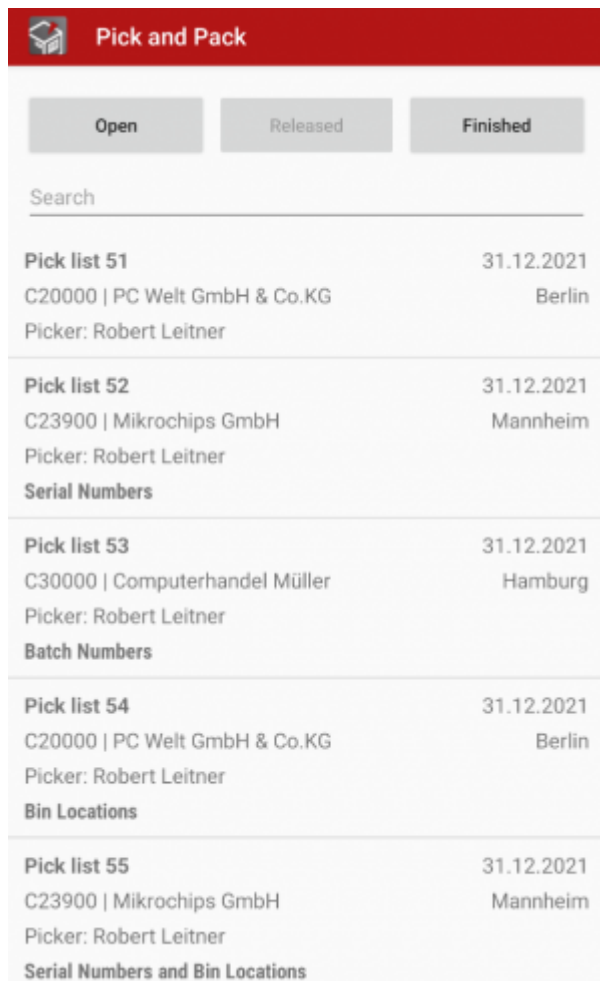 Pick and Pack
Open Released Finished
Search
Pick list 51 31.12.2021
C20000 | PC Welt GmbH & Co.KG Berlin
Picker: Robert Leitner
Pick list 52 31.12.2021
C23900 | Mikrochips GmbH Mannheim
Picker: Robert Leitner
Serial Numbers
Pick list 53 31.12.2021
C30000 | Computerhandel Müller Hamburg
Picker: Robert Leitner
Batch Numbers
Pick list 54 31.12.2021
C20000 | PC Welt GmbH & Co.KG Berlin
Picker: Robert Leitner
Bin Locations
Pick list 55 31.12.2021
C23900 | Mikrochips GmbH Mannheim
Picker: Robert Leitner
Serial Numbers and Bin Locations